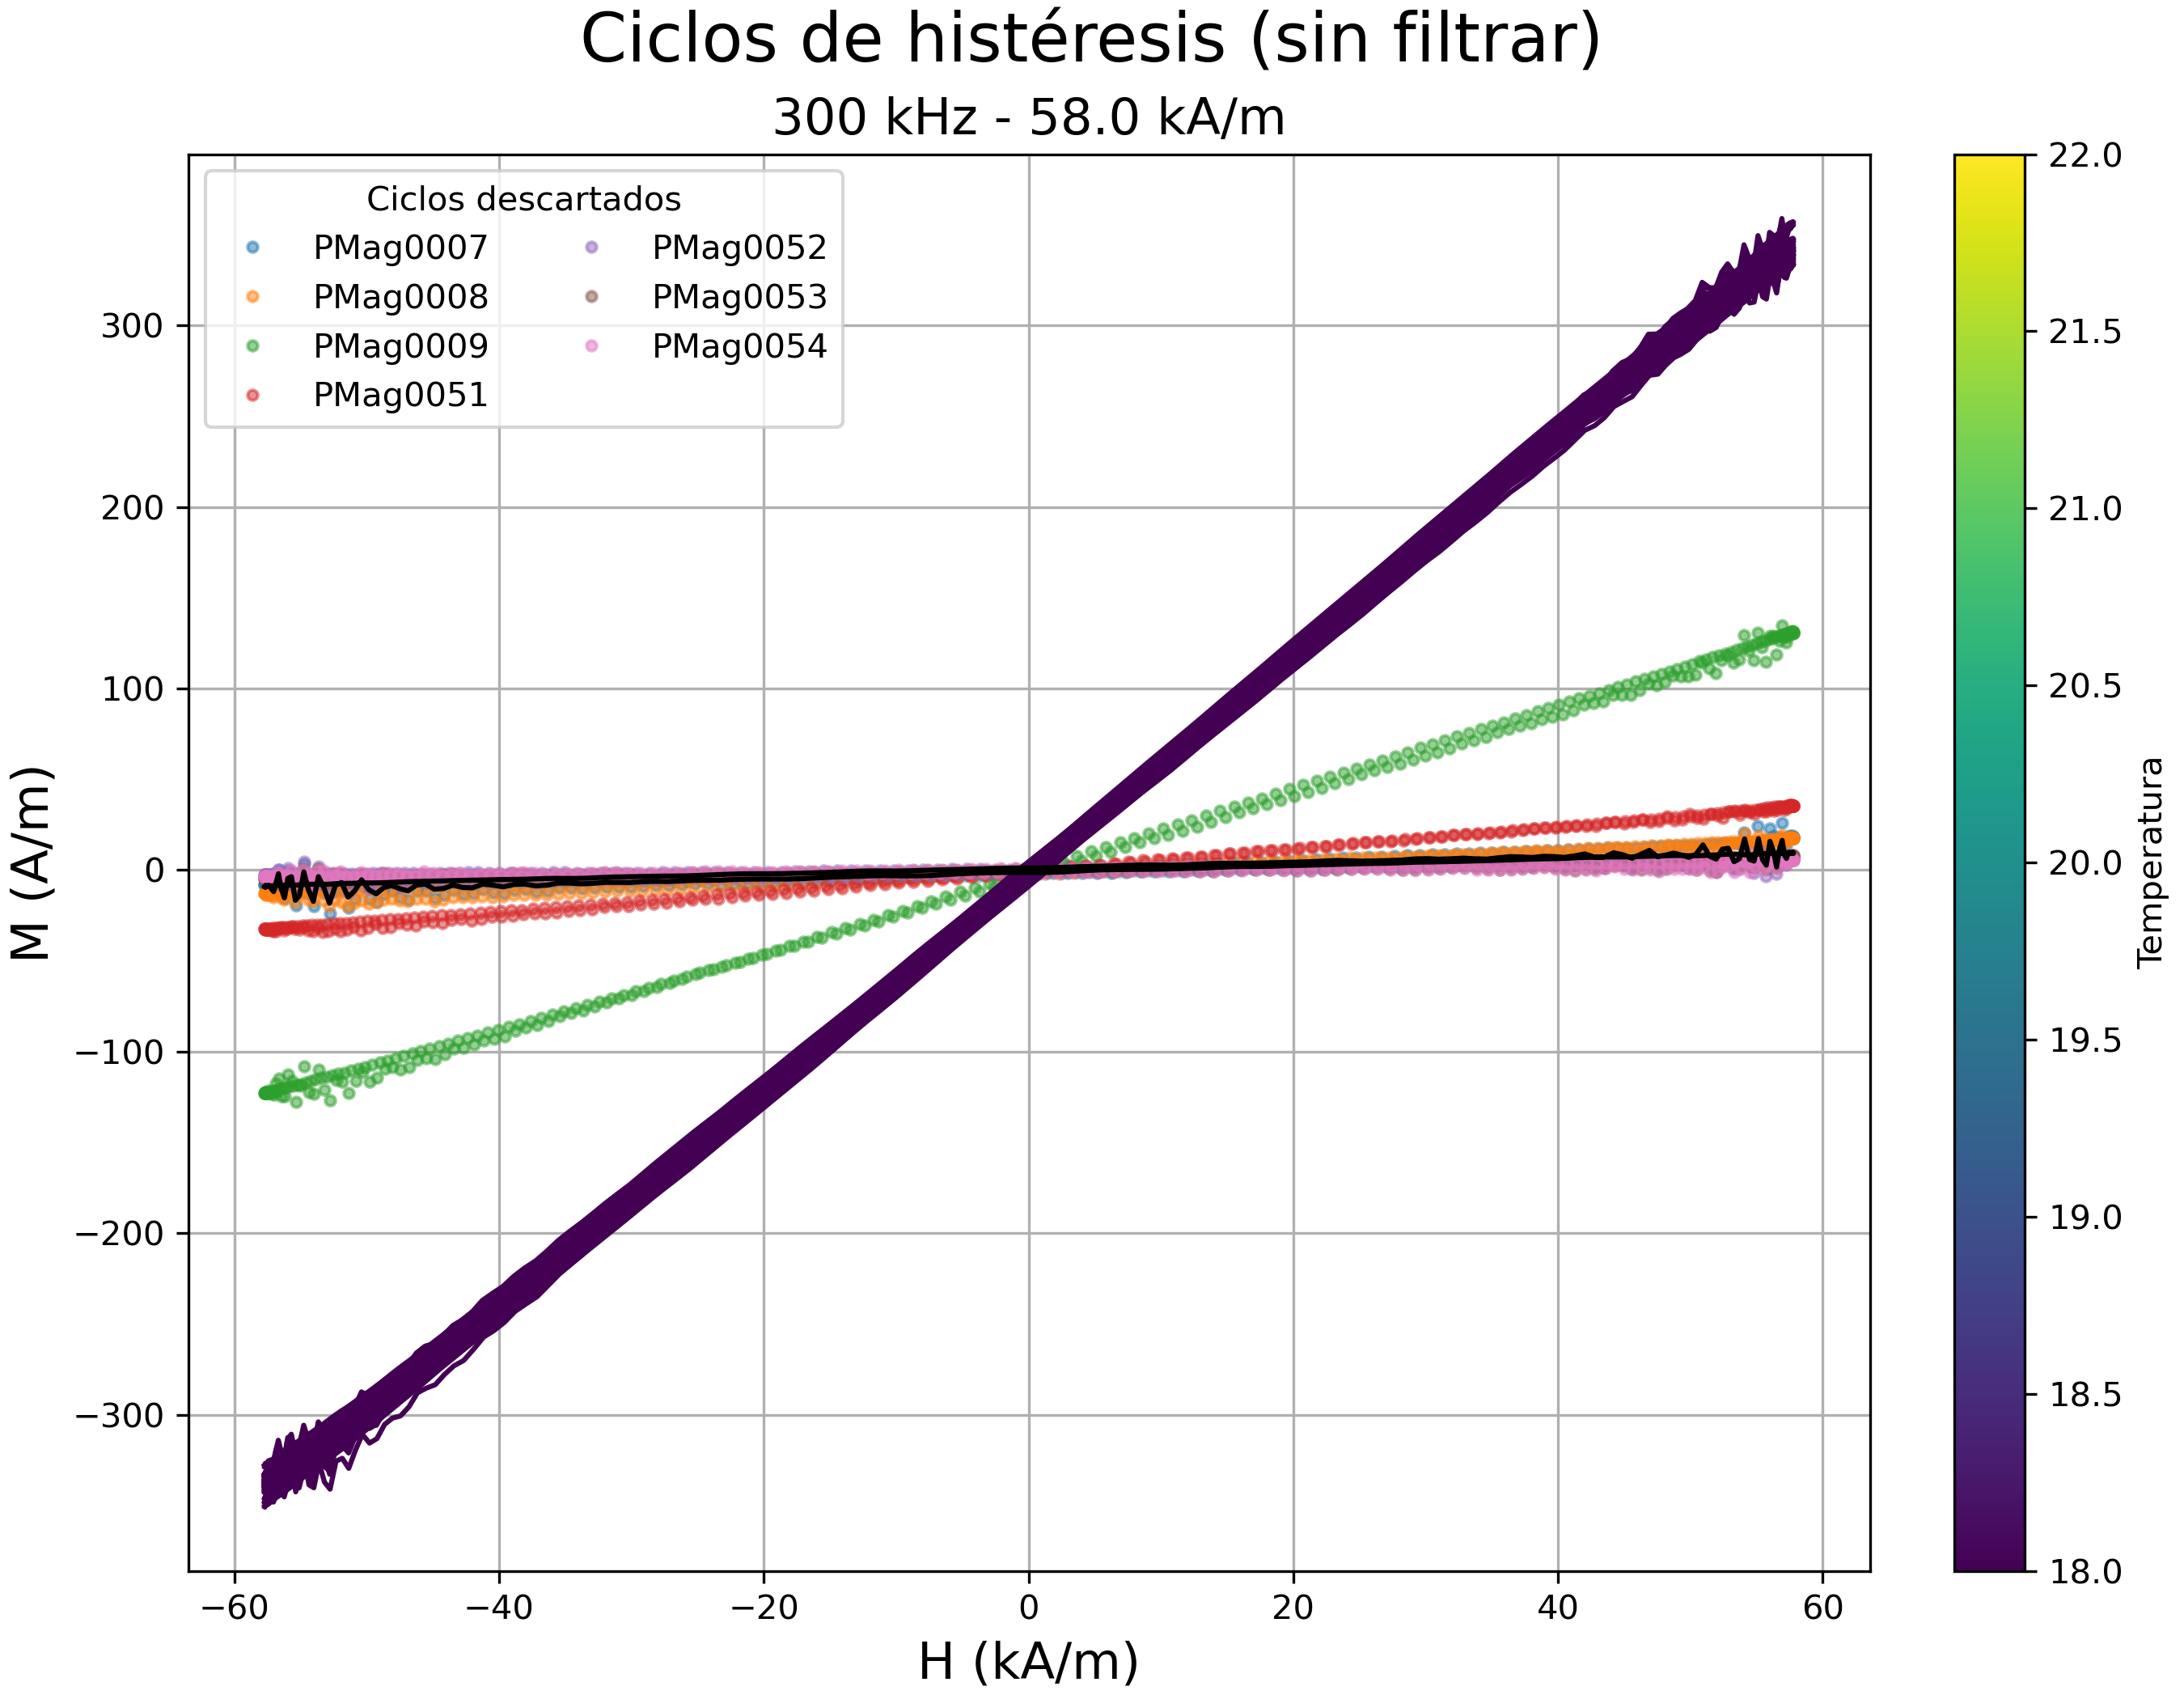 Ciclos de histéresis (sin filtrar)
300 kHz - 58.0 kA/m
Ciclos descartados
PMag0007
PMag0008
PMag0009
PMag0051
PMag0052
PMag0053
PMag0054
300
200
100
0
−100
−200
−300
M (A/m)
−60
−40
−20
0
20
40
60
H (kA/m)
22.0
21.5
21.0
20.5
20.0
19.5
19.0
18.5
18.0
Temperatura